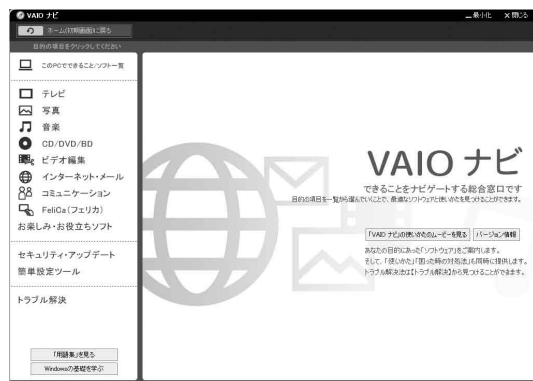 VAIO ナビ
最小化 ×閉じる
ホーム(初期画面)に戻る
目的の項目をクリックしてください
このPCでできること/ソフト一覧
テレビ
写真
音楽
CD/DVD/BD
ビデオ編集
インターネット・メール
コミュニケーション
FeliCa(フェリカ)
お楽しみ・お役立ちソフト
セキュリティ・アップデート
簡単設定ツール
トラブル解決
「用語集」を見る
Windowsの基礎を学ぶ
VAIO ナビ
できることをナビゲートする総合窓口です
目的の項目を一覧から選んでいくことで、最適なソフトウェアと使いかたを見つけることができます。
「VAIO ナビ」の使いかたのムービーを見る バージョン情報
あなたの目的にあった「ソフトウェア」をご案内します。
そして、「使いかた」「困った時の対処法」も同時に提供します。
トラブル解決法は【トラブル解決】から見つけることができます。